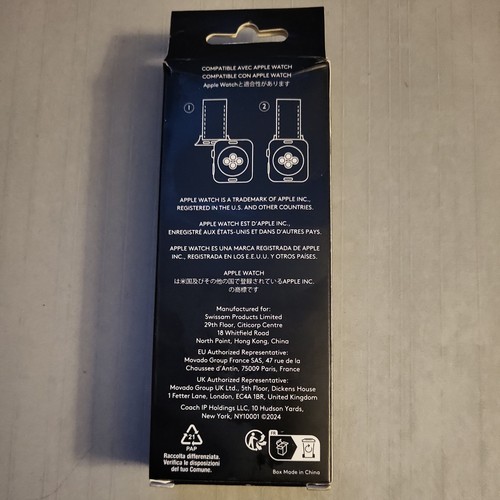 COMPATIBLE AVEC APPLE WATCH
COMPATIBLE CON APPLE WATCH
Apple Watchと適合性があります
1
2
APPLE WATCH IS A TRADEMARK OF APPLE INC.,
REGISTERED IN THE U.S. AND OTHER COUNTRIES.
APPLE WATCH EST D'APPLE INC.,
ENREGISTRÉ AUX ÉTATS-UNIS ET DANS D'AUTRES PAYS.
APPLE WATCH ES UNA MARCA REGISTRADA DE APPLE
INC., REGISTRADA EN LOS E.E.U.U. Y OTROS PAÍSES.
APPLE WATCH
は米国及びその他の国で登録されているAPPLE INC.
の商標です
Manufactured for:
Swissam Products Limited
29th Floor, Citicorp Centre
18 Whitfield Road
North Point, Hong Kong, China
EU Authorized Representative:
Movado Group France SAS, 47 rue de la
Chaussee d'Antin, 75009 Paris, France
UK Authorized Representative:
Movado Group UK Ltd., 5th Floor, Dickens House
1 Fetter Lane, London, EC4A 1BR, United Kingdom
Coach IP Holdings LLC, 10 Hudson Yards,
New York, NY10001 ©2024
21
PAP
Raccolta differenziata.
Verifica le disposizioni
del tuo Comune.
FR
Box Made in China